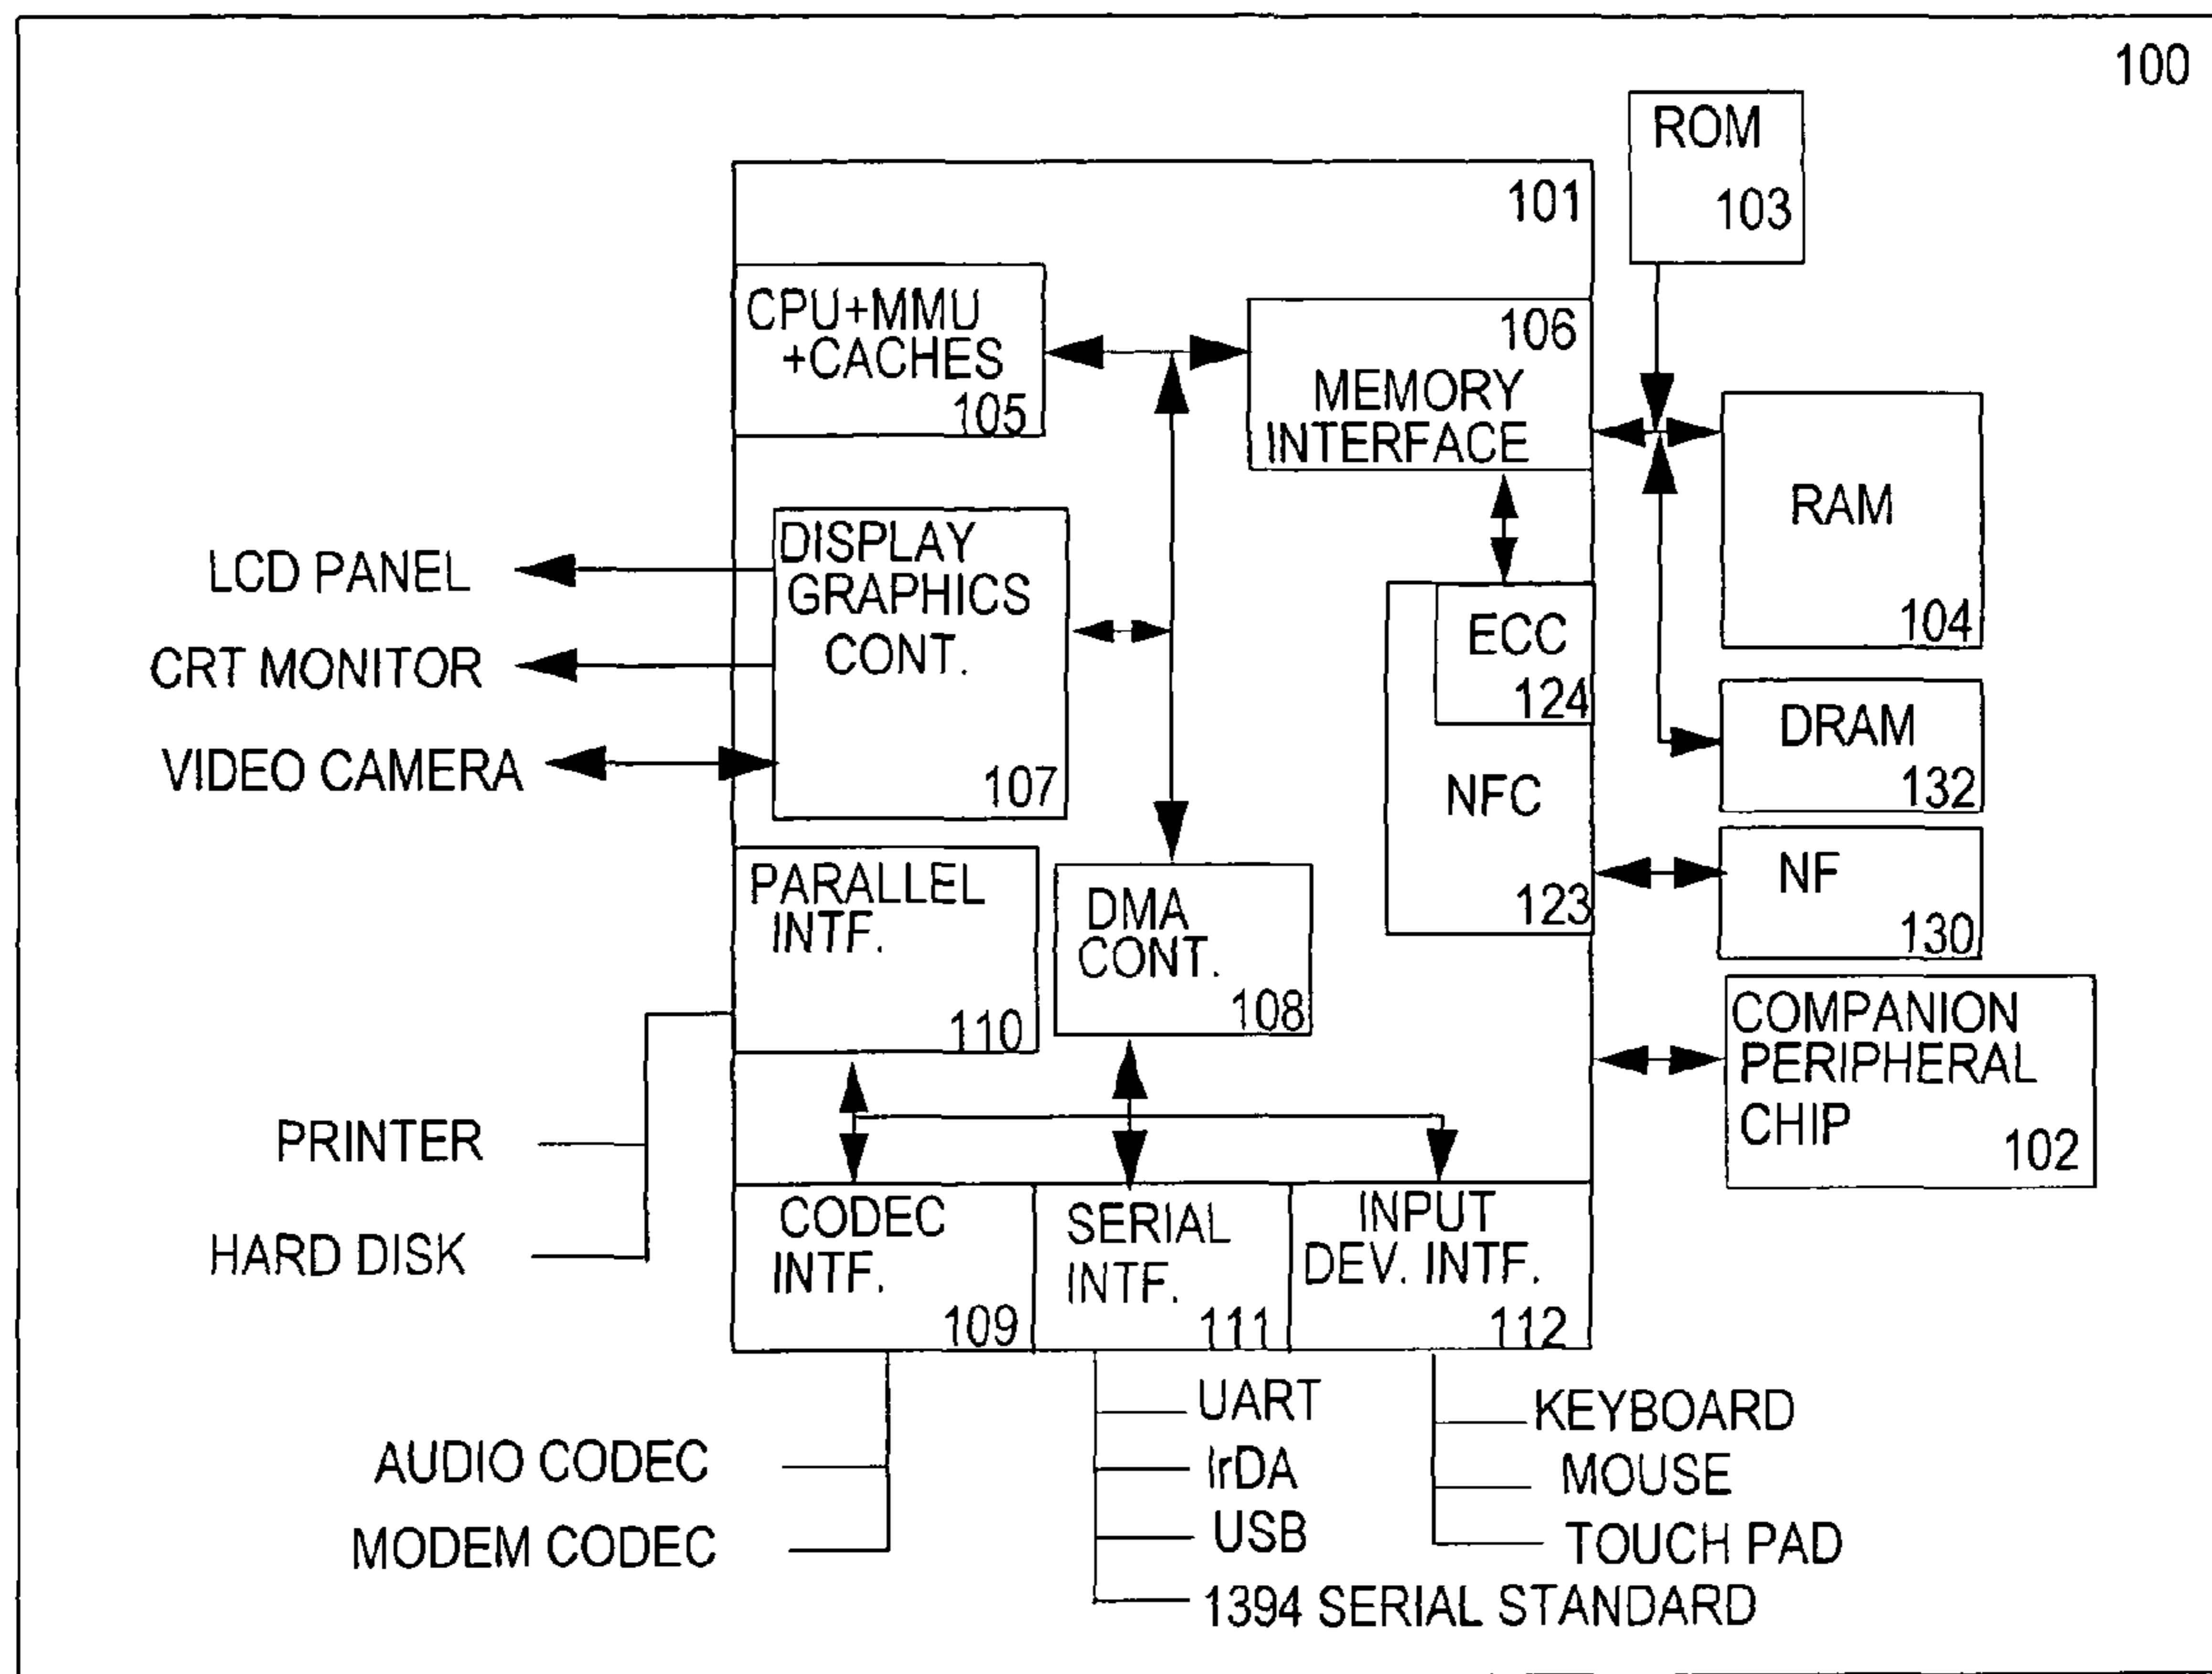 100
ROM
103
101
CPU+MMU
+CACHES
105
106
MEMORY
INTERFACE
RAM
104
LCD PANEL
CRT MONITOR
VIDEO CAMERA
DISPLAY
GRAPHICS
CONT.
107
ECC
124
NFC
123
DRAM
132
NF
130
PARALLEL
INTF.
110
DMA
CONT.
108
COMPANION
PERIPHERAL
CHIP
102
PRINTER
HARD DISK
CODEC
INTF.
109
SERIAL
INTF.
111
INPUT
DEV. INTF.
112
AUDIO CODEC
MODEM CODEC
UART
IrDA
USB
1394 SERIAL STANDARD
KEYBOARD
MOUSE
TOUCH PAD